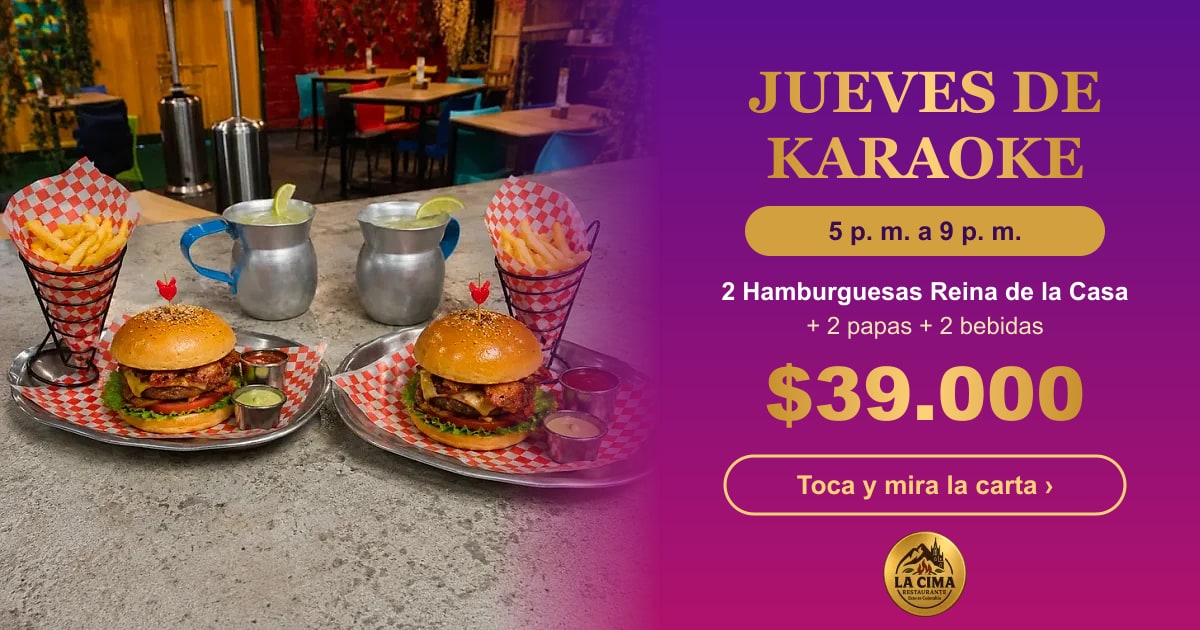 JUEVES DE
KARAOKE
5 p. m. a 9 p. m.
2 Hamburguesas Reina de la Casa
+ 2 papas + 2 bebidas
$39.000
Toca y mira la carta ›
LA CIMA
RESTAURANTE